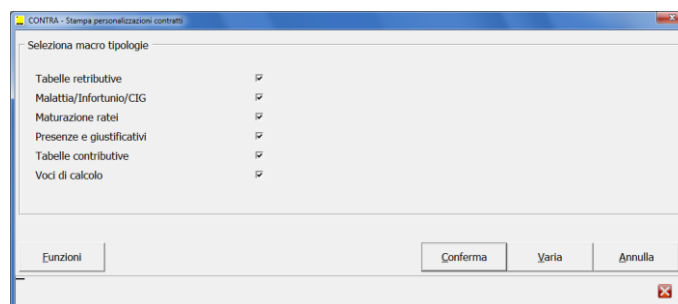 CONTRA - Stampa personalizzazioni contratti
Seleziona macro tipologie
Tabelle retributive
Malattia/Infortunio/CIG
Maturazione ratei
Presenze e giustificativi
Tabelle contributive
Voci di calcolo
Funzioni Conferma Varia Annulla